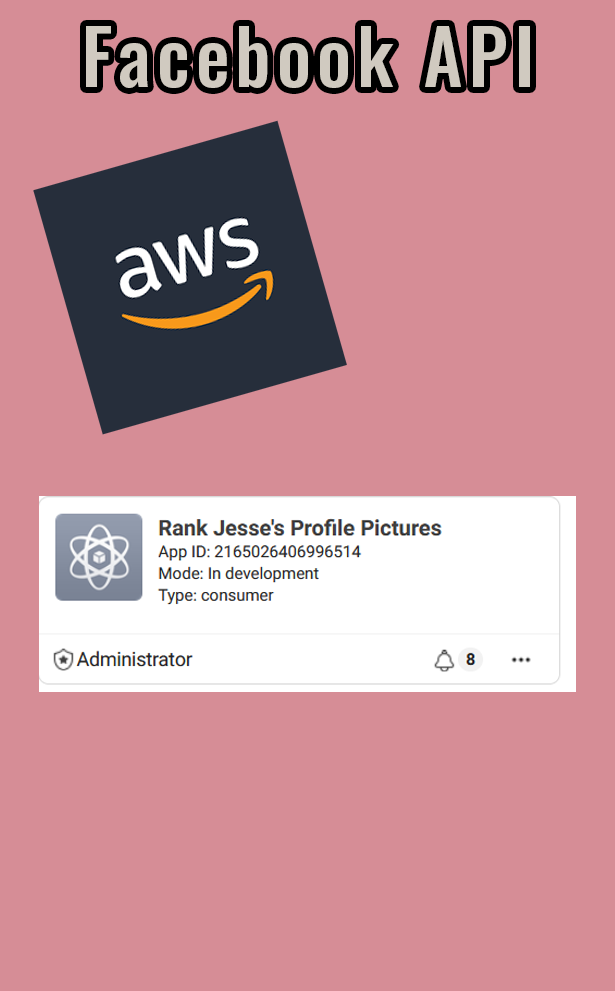 Facebook API
aws
Rank Jesse's Profile Pictures
App ID: 2165026406996514
Mode: In development
Type: consumer
Administrator
8